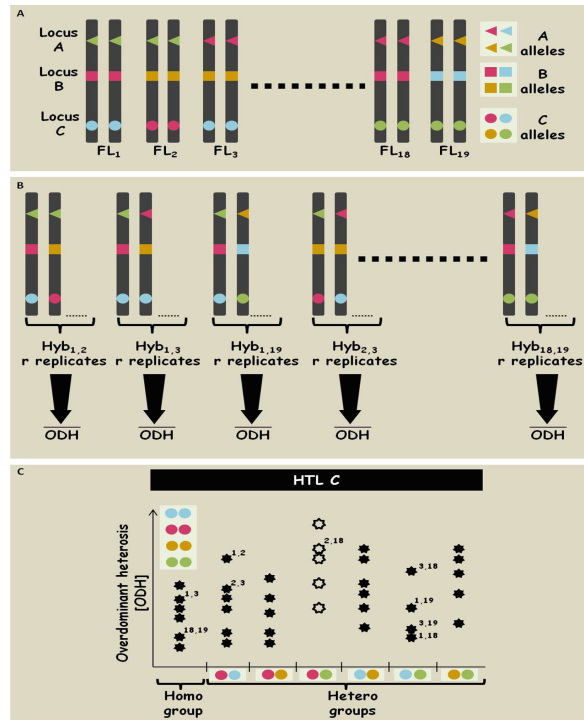 A
Locus
A
Locus
B
Locus
C
FL1
FL2
FL3
FL18
FL19
A
alleles
B
alleles
C
alleles
B
Hyb1,2
r replicates
Hyb1,3
r replicates
Hyb1,19
r replicates
Hyb2,3
r replicates
Hyb18,19
r replicates
ODH
ODH
ODH
ODH
ODH
C
HTL C
Overdominant heterosis
[ODH]
1,3
18,19
1,2
2,3
2,18
3,18
1,19
3,19
1,18
Homo
group
Hetero
groups